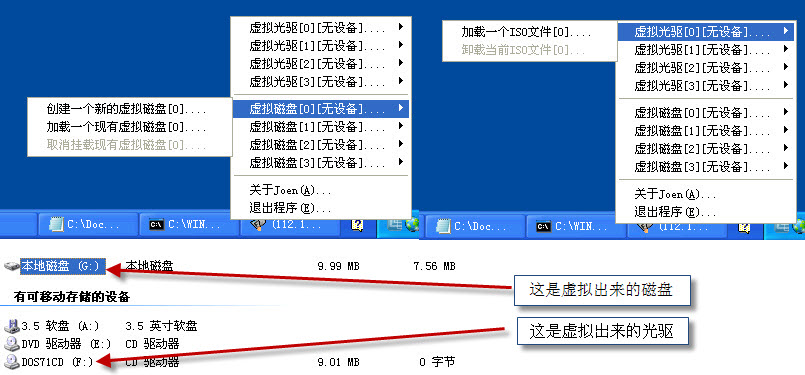 虚拟光驱[0][无设备]....
虚拟光驱[1][无设备]....
虚拟光驱[2][无设备]....
虚拟光驱[3][无设备]....
虚拟磁盘[0][无设备]....
虚拟磁盘[1][无设备]....
虚拟磁盘[2][无设备]....
虚拟磁盘[3][无设备]....
关于Joen(A)...
退出程序(E)...
创建一个新的虚拟磁盘[0]....
加载一个现有虚拟磁盘[0]....
取消挂载现有虚拟磁盘[0]....
C:\Doc...
C:\WIN...
(112.1...
加载一个ISO文件[0]....
卸载当前ISO文件[0]...
虚拟光驱[0][无设备]....
虚拟光驱[1][无设备]....
虚拟光驱[2][无设备]....
虚拟光驱[3][无设备]....
虚拟磁盘[0][无设备]....
虚拟磁盘[1][无设备]....
虚拟磁盘[2][无设备]....
虚拟磁盘[3][无设备]....
关于Joen(A)...
退出程序(E)...
C:\Doc...
C:\WIN...
(112.1...
本地磁盘 (G:) 本地磁盘 9.99 MB 7.56 MB
这是虚拟出来的磁盘
有可移动存储的设备
3.5 软盘 (A:) 3.5 英寸软盘
这是虚拟出来的光驱
DVD 驱动器 (E:) CD 驱动器
DOS71CD (F:) CD 驱动器 9.01 MB 0 字节